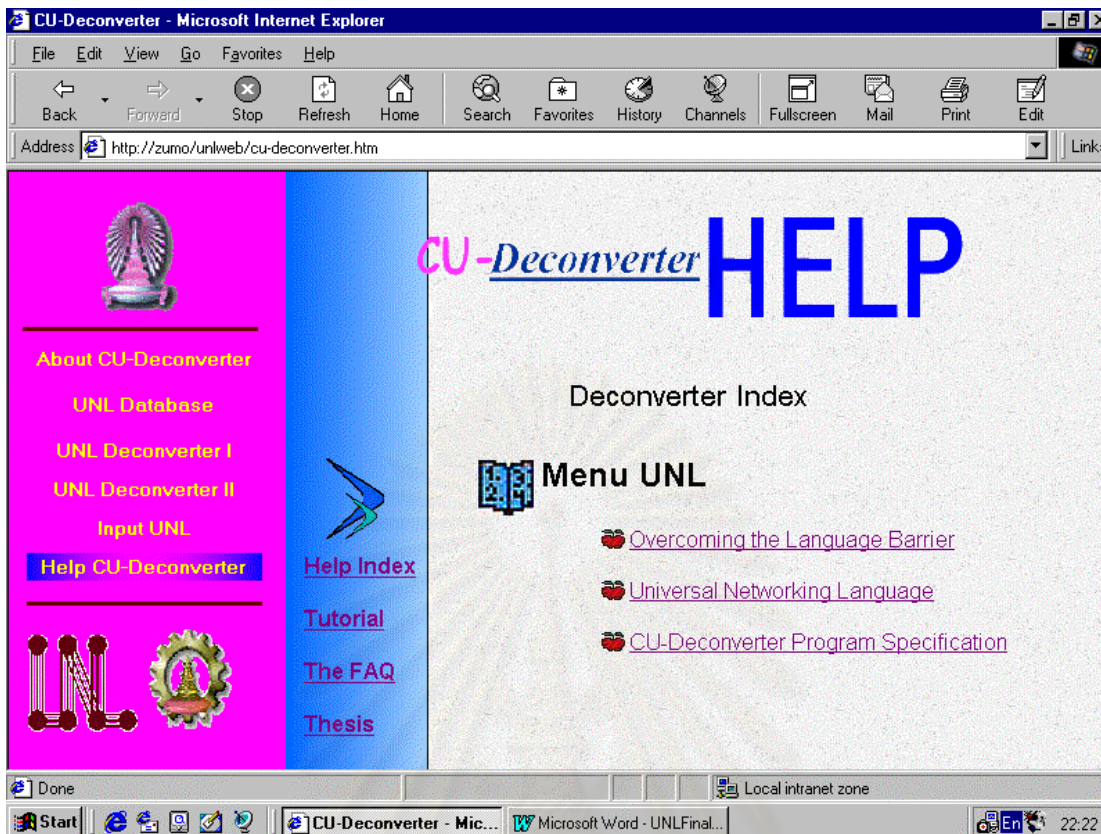 CU-Deconverter - Microsoft Internet Explorer
File Edit View Go Favorites Help
Back Forward Stop Refresh Home Search Favorites History Channels Fullscreen Mail Print Edit
Address http://zumo/unlweb/cu-deconverter.htm Links
About CU-Deconverter
UNL Database
UNL Deconverter I
UNL Deconverter II
Input UNL
Help CU-Deconverter
UNL
Help Index
Tutorial
The FAQ
Thesis
CU-Deconverter HELP
Deconverter Index
1. 3
2. 4
Menu UNL
Overcoming the Language Barrier
Universal Networking Language
CU-Deconverter Program Specification
Done Local intranet zone
Start CU-Deconverter - Mic... Microsoft Word - UNLFinal... En 22:22